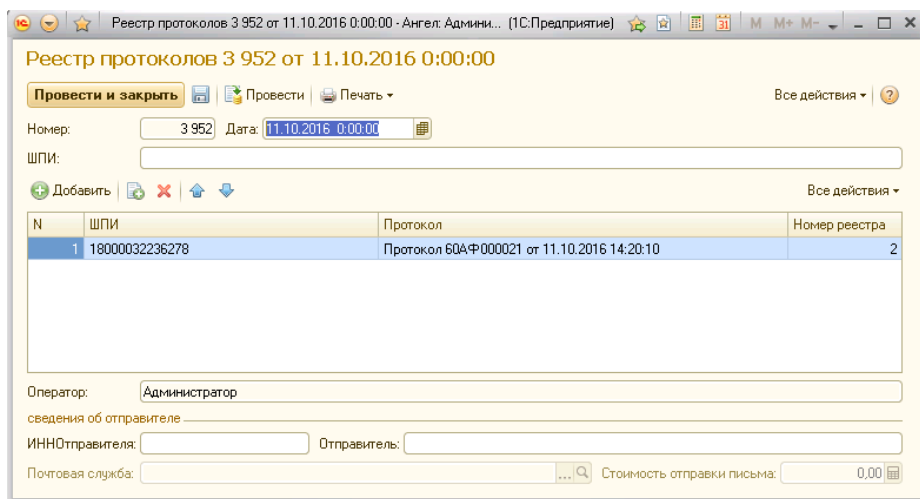 Реестр протоколов 3 952 от 11.10.2016 0:00:00 - Ангел: Админи... (1С:Предприятие) 31 M M+ M-
Реестр протоколов 3 952 от 11.10.2016 0:00:00
Провести и закрыть Провести Печать Все действия ?
Номер: 3 952 Дата: 11.10.2016 0:00:00
ШПИ:
Добавить Все действия
N ШПИ Протокол Номер реестра
1 18000032236278 Протокол 60АФ000021 от 11.10.2016 14:20:10 2
Оператор: Администратор
сведения об отправителе
ИННОтправителя: Отправитель:
Почтовая служба: ... Стоимость отправки письма: 0,00